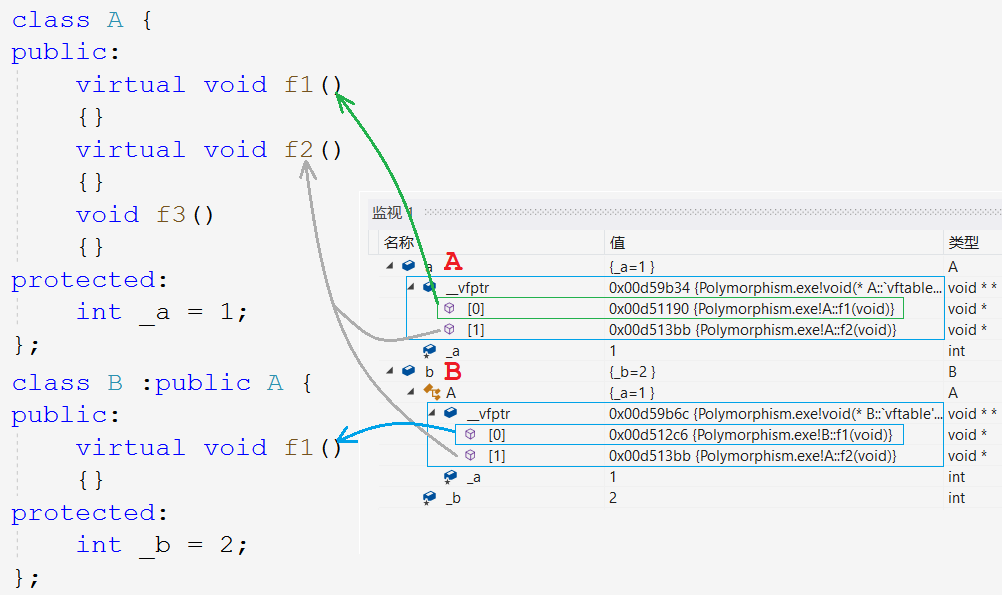 class A {
public:
    virtual void f1()
    {}
    virtual void f2()
    {}
    void f3()
    {}
protected:
    int _a = 1;
};
class B :public A {
public:
    virtual void f1()
    {}
protected:
    int _b = 2;
};
监视 1
名称 值 类型
a A {_a=1 } A
__vfptr 0x00d59b34 {Polymorphism.exe!void(* A::`vftable... void * *
[0] 0x00d51190 {Polymorphism.exe!A::f1(void)} void *
[1] 0x00d513bb {Polymorphism.exe!A::f2(void)} void *
_a 1 int
b B {_b=2 } B
A {_a=1 } A
__vfptr 0x00d59b6c {Polymorphism.exe!void(* B::`vftable'... void * *
[0] 0x00d512c6 {Polymorphism.exe!B::f1(void)} void *
[1] 0x00d513bb {Polymorphism.exe!A::f2(void)} void *
_a 1 int
_b 2 int